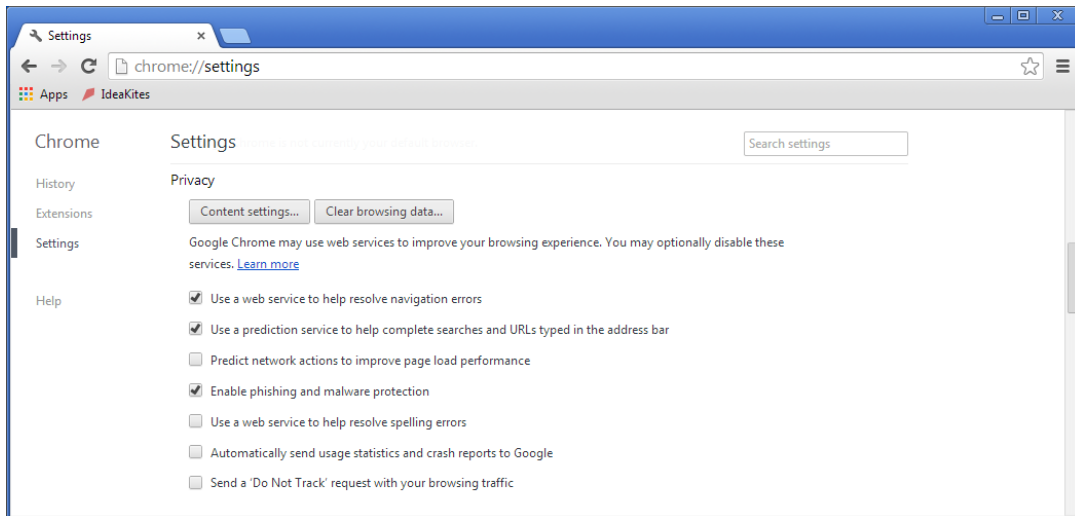 Settings
chrome://settings
Apps IdeaKites
Chrome
Settings
Search settings
History
Extensions
Settings
Help
Privacy
Content settings... Clear browsing data...
Google Chrome may use web services to improve your browsing experience. You may optionally disable these
services. Learn more
Use a web service to help resolve navigation errors
Use a prediction service to help complete searches and URLs typed in the address bar
Predict network actions to improve page load performance
Enable phishing and malware protection
Use a web service to help resolve spelling errors
Automatically send usage statistics and crash reports to Google
Send a ‘Do Not Track’ request with your browsing traffic